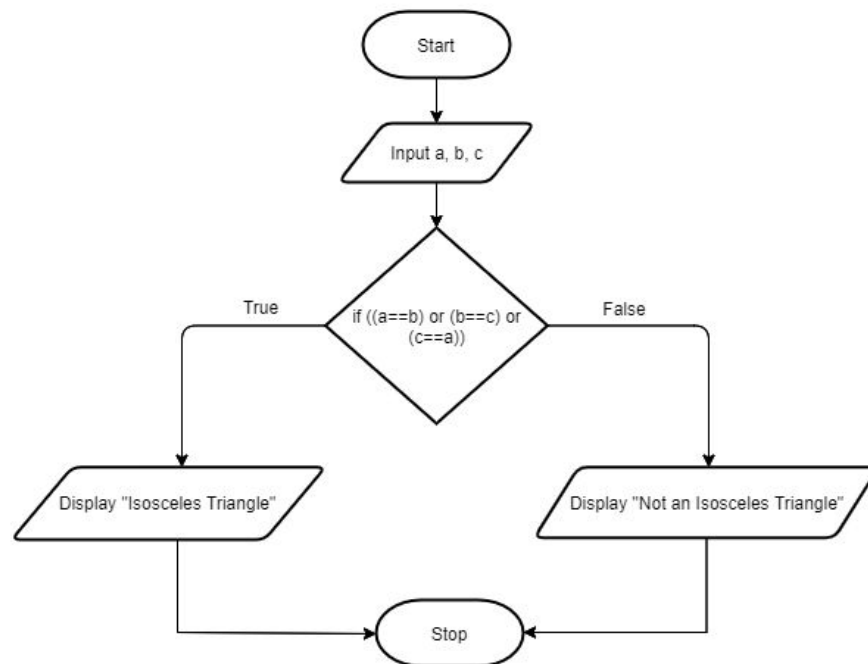 Start
Input a, b, c
True
if ((a==b) or (b==c) or
(c==a))
False
Display "Isosceles Triangle"
Display "Not an Isosceles Triangle"
Stop